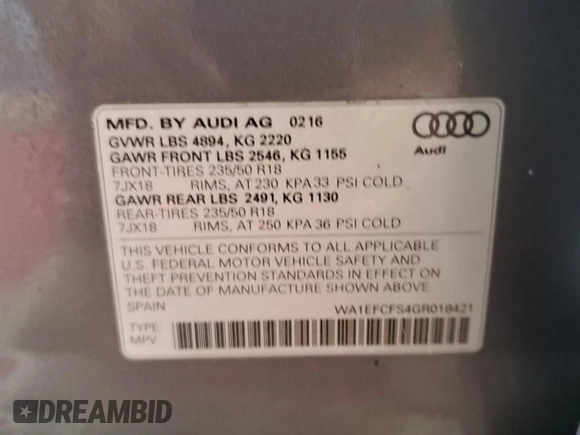 MFD. BY AUDI AG 0216
GVWR LBS 4894, KG 2220
GAWR FRONT LBS 2546, KG 1155
FRONT-TIRES 235/50 R18
7JX18 RIMS, AT 230 KPA 33 PSI COLD
GAWR REAR LBS 2491, KG 1130
REAR-TIRES 235/50 R18
7JX18 RIMS, AT 250 KPA 36 PSI COLD
Audi
THIS VEHICLE CONFORMS TO ALL APPLICABLE
U.S. FEDERAL MOTOR VEHICLE SAFETY AND
THEFT PREVENTION STANDARDS IN EFFECT ON
THE DATE OF MANUFACTURE SHOWN ABOVE.
SPAIN WA1EFCFS4GR018421
TYPE:
MPV
DREAMBID